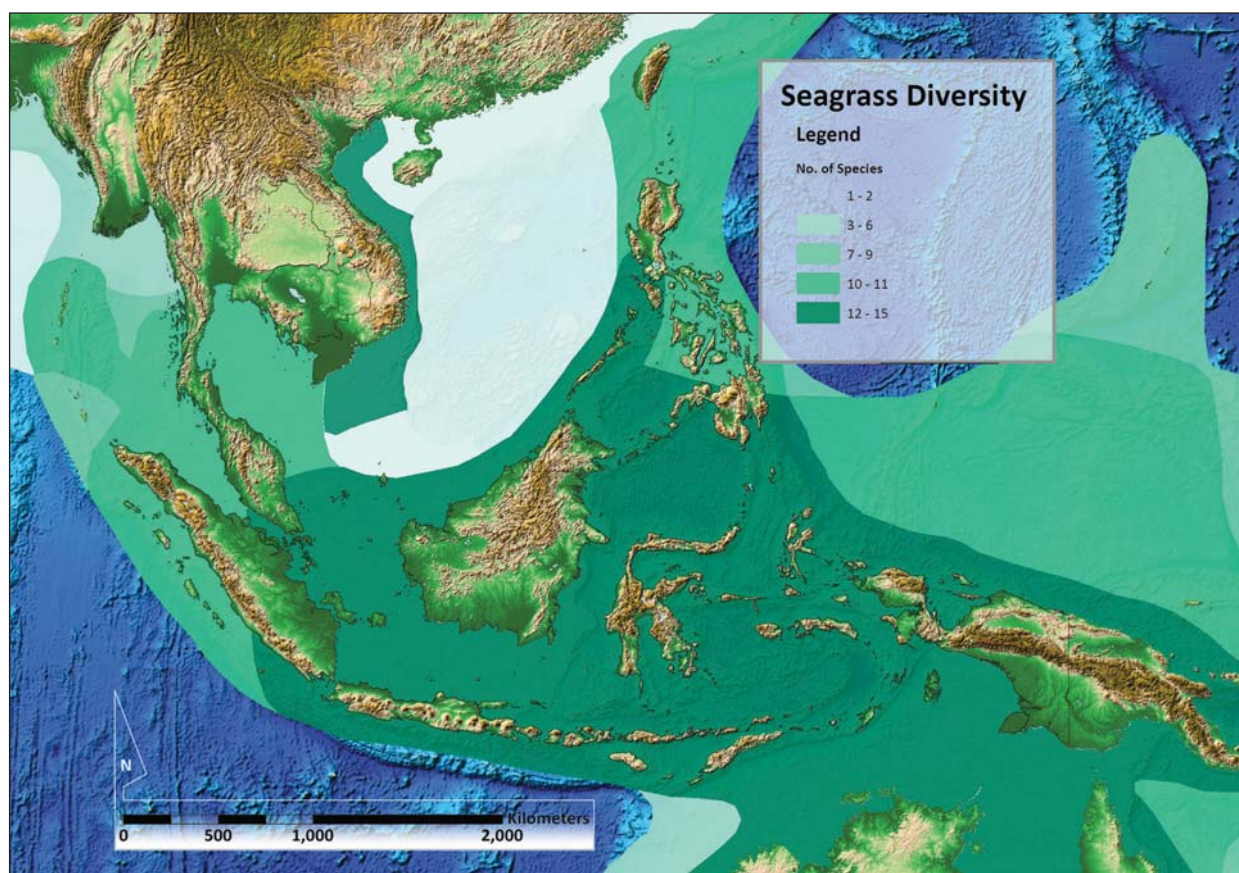 Seagrass Diversity
Legend
No. of Species
1 - 2
3 - 6
7 - 9
10 - 11
12 - 15
N
Kilometers
0 500 1,000 2,000